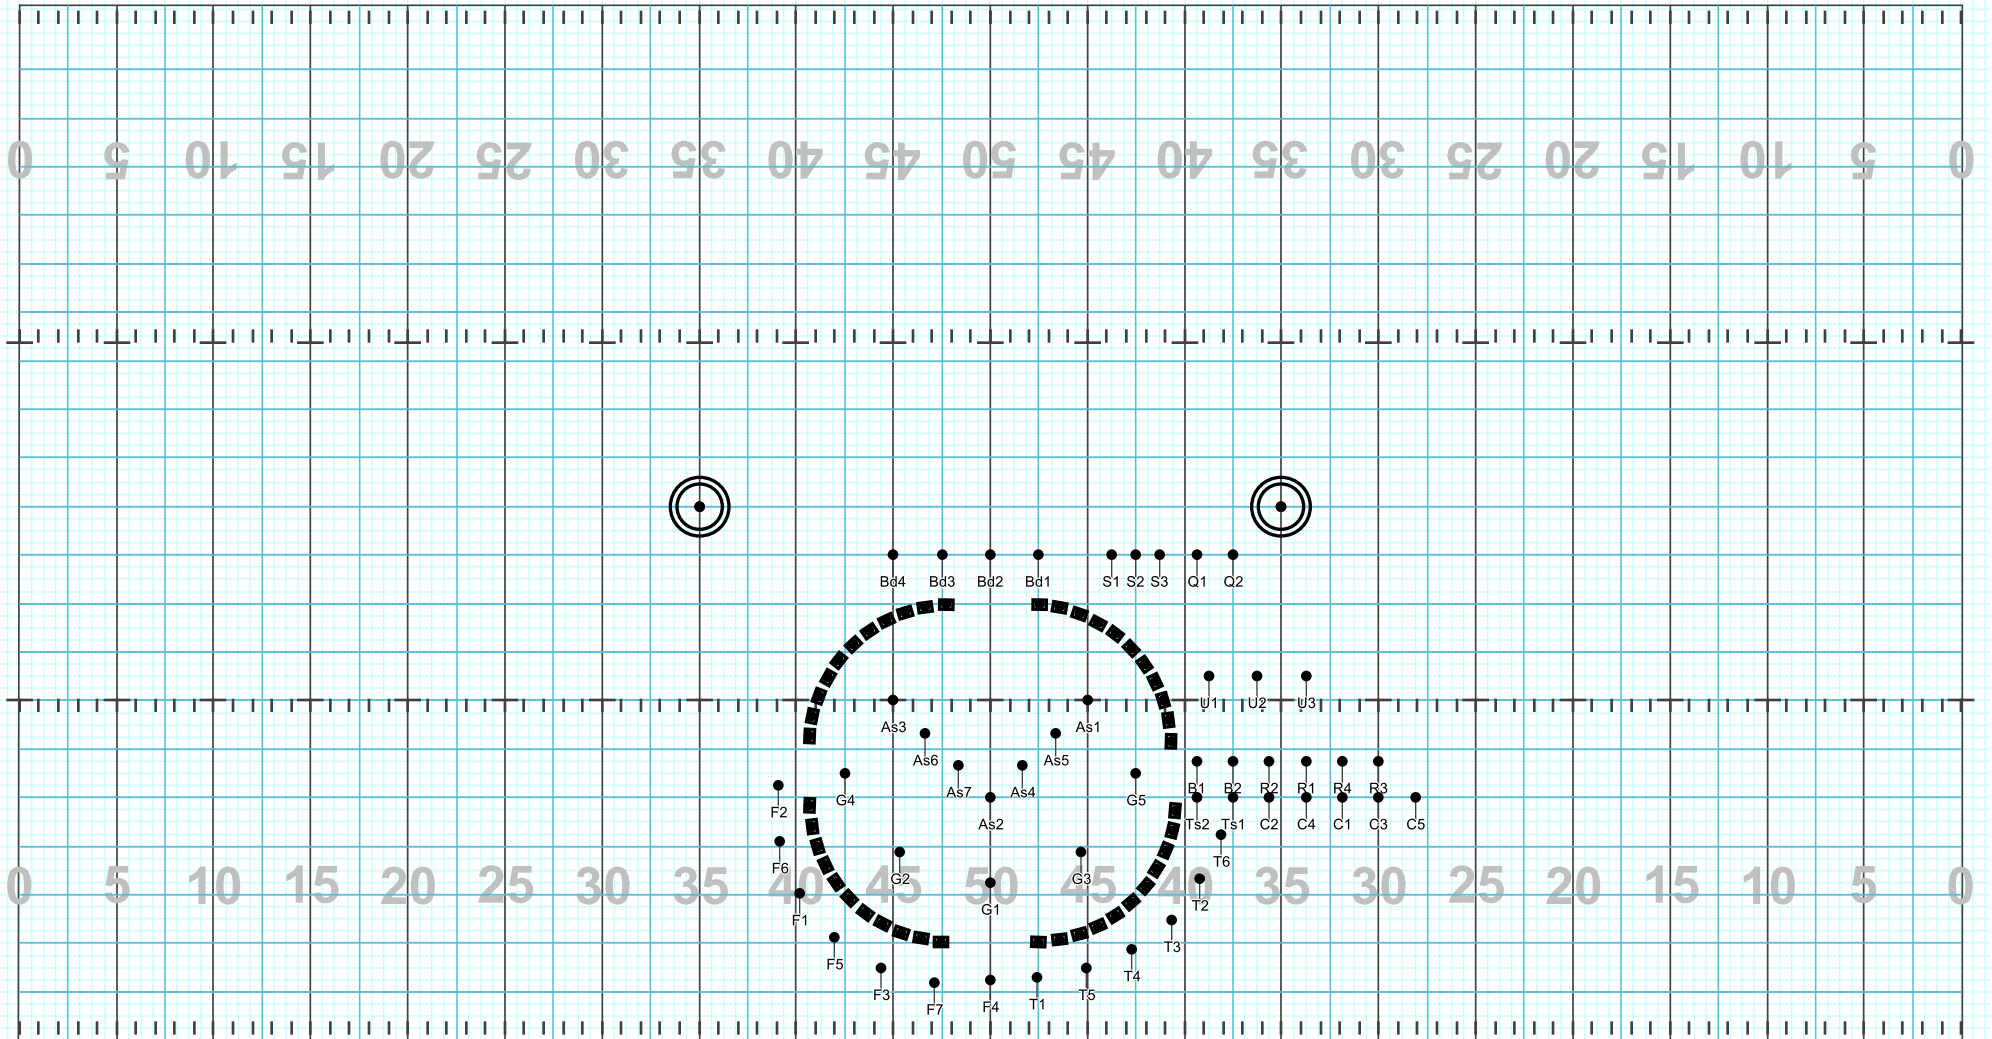 0 5 10 15 20 25 30 35 40 45 50 45 40 35 30 25 20 15 10 5 0
Bd4 Bd3 Bd2 Bd1 S1 S2 S3 Q1 Q2
U1 U2 U3
As3 As1
As6 As5
As7 As4
B1 B2 R2 R1 R4 R3
G4 G5
F2
As2
Ts2 Ts1 C2 C4 C1 C3 C5
F6 T6
G2 G3
0 5 10 15 20 25 30 35 40 45 50 45 40 35 30 25 20 15 10 5 0
T2
G1
F1
T3
F5
T4
F3 T5
F7 F4 T1